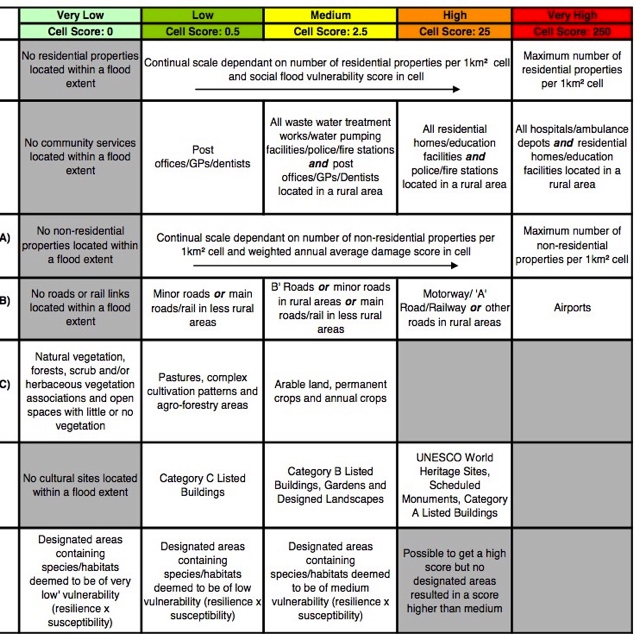 Very Low
Low
Medium
High
Very High
Cell Score: 0
Cell Score: 0.5
Cell Score: 2.5
Cell Score: 25
Cell Score: 250
No residential properties
located within a flood
extent
Continual scale dependant on number of residential properties per 1km² cell
and social flood vulnerability score in cell
Maximum number of
residential properties
per 1km² cell
No community services
located within a flood
extent
Post
offices/GPs/dentists
All waste water treatment
works/water pumping
facilities/police/fire stations
and post
offices/GPs/Dentists
located in a rural area
All residential
homes/education
facilities and
police/fire stations
located in a rural area
All hospitals/ambulance
depots and residential
homes/education
facilities located in a
rural area
A)
No non-residential
properties located within
a flood extent
Continual scale dependant on number of non-residential properties per
1km² cell and weighted annual average damage score in cell
Maximum number of
non-residential
properties per 1km² cell
B)
No roads or rail links
located within a flood
extent
Minor roads or main
roads/rail in less rural
areas
B' Roads or minor roads
in rural areas or main
roads/rail in less rural
areas
Motorway/ 'A'
Road/Railway or other
roads in rural areas
Airports
C)
Natural vegetation,
forests, scrub and/or
herbaceous vegetation
associations and open
spaces with little or no
vegetation
Pastures, complex
cultivation patterns and
agro-forestry areas
Arable land, permanent
crops and annual crops
No cultural sites located
within a flood extent
Category C Listed
Buildings
Category B Listed
Buildings, Gardens and
Designed Landscapes
UNESCO World
Heritage Sites,
Scheduled
Monuments, Category
A Listed Buildings
Designated areas
containing
species/habitats
deemed to be of very
low' vulnerability
(resilience x
susceptibility)
Designated areas
containing
species/habitats
deemed to be of low
vulnerability (resilience x
susceptibility)
Designated areas
containing
species/habitats deemed
to be of medium
vulnerability (resilience x
susceptibility)
Possible to get a high
score but no
designated areas
resulted in a score
higher than medium